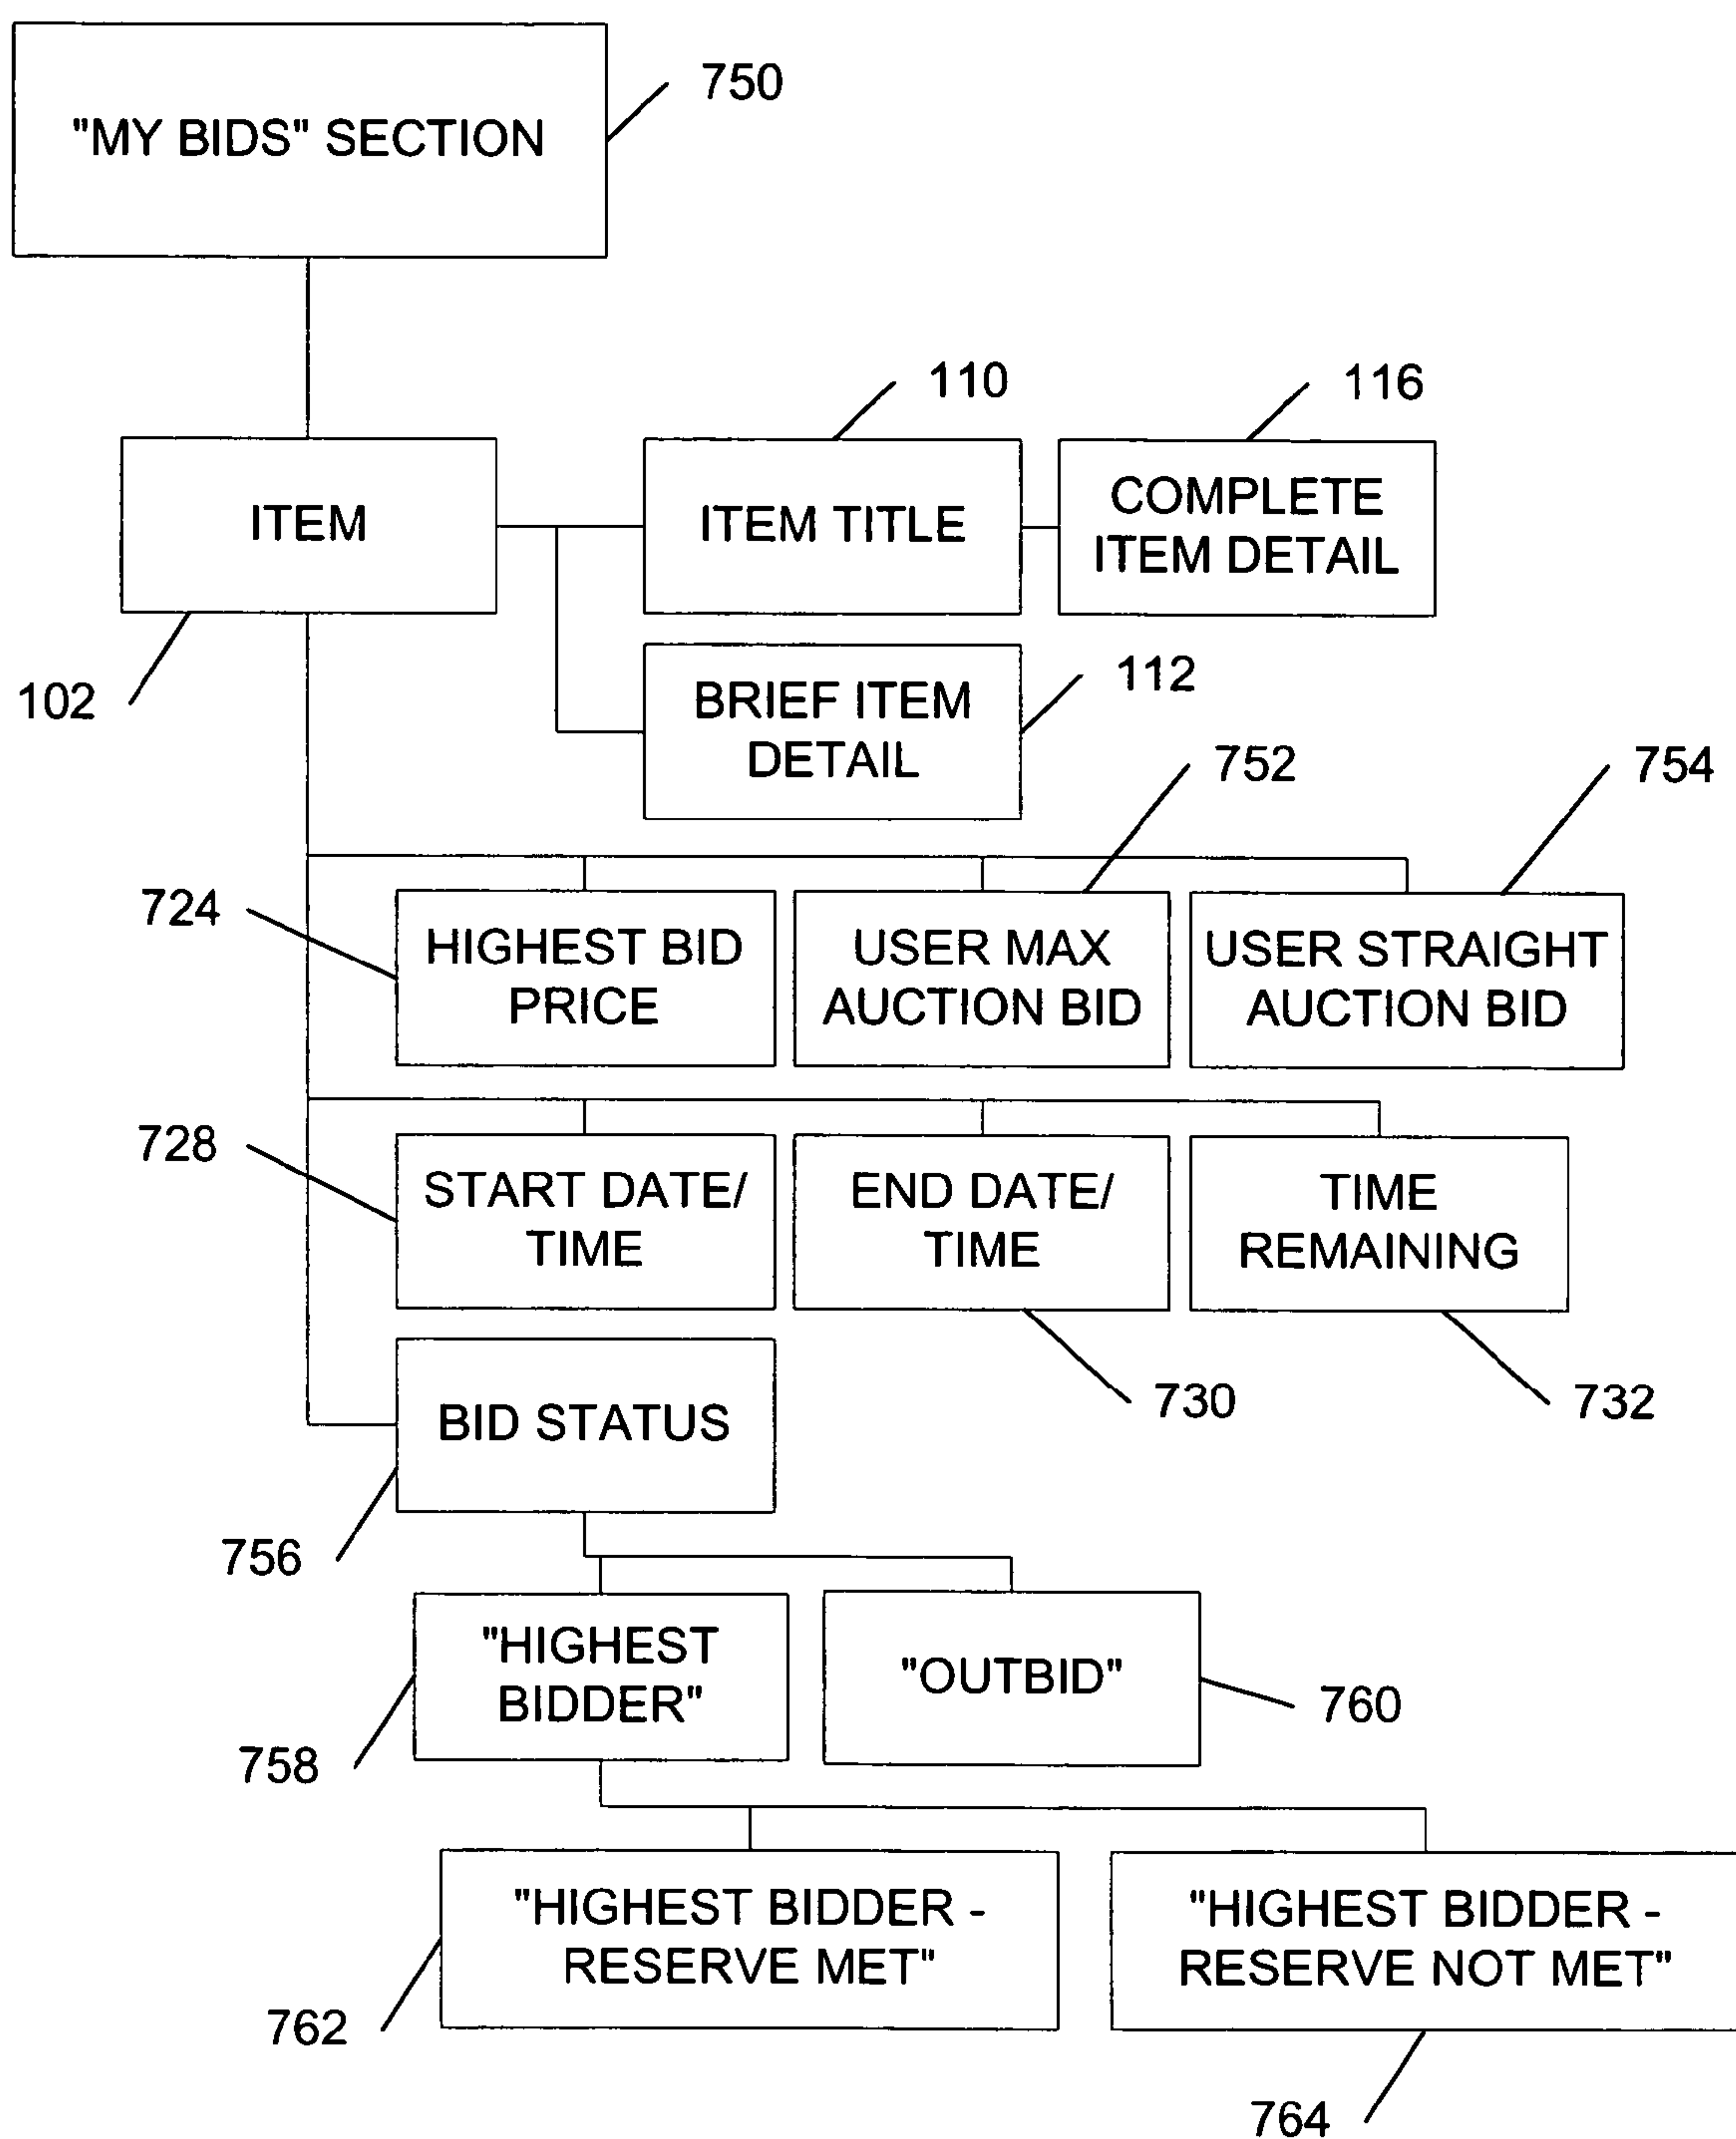 750
"MY BIDS" SECTION
110
116
ITEM
ITEM TITLE
COMPLETE
ITEM DETAIL
102
BRIEF ITEM
DETAIL
112
752
754
724
HIGHEST BID
PRICE
USER MAX
AUCTION BID
USER STRAIGHT
AUCTION BID
728
START DATE/
TIME
END DATE/
TIME
TIME
REMAINING
730
732
BID STATUS
756
"HIGHEST
BIDDER"
"OUTBID"
760
758
"HIGHEST BIDDER -
RESERVE MET"
"HIGHEST BIDDER -
RESERVE NOT MET"
762
764